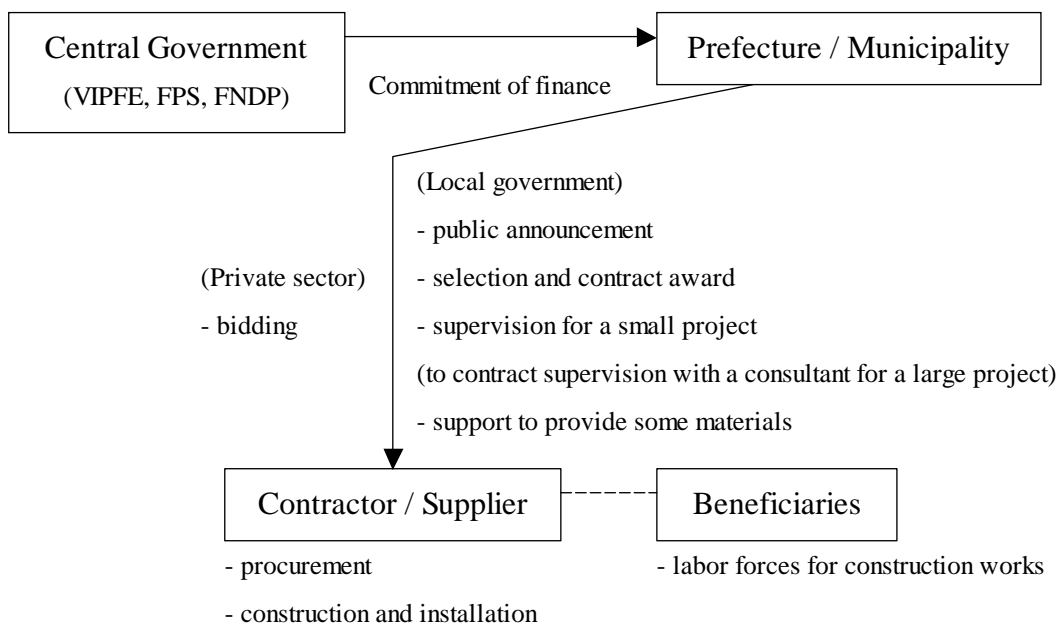 Central Government
(VIPFE, FPS, FNDP)
Prefecture / Municipality
Commitment of finance
(Local government)
- public announcement
- selection and contract award
- supervision for a small project
(to contract supervision with a consultant for a large project)
- support to provide some materials
(Private sector)
- bidding
Contractor / Supplier
- procurement
- construction and installation
Beneficiaries
- labor forces for construction works